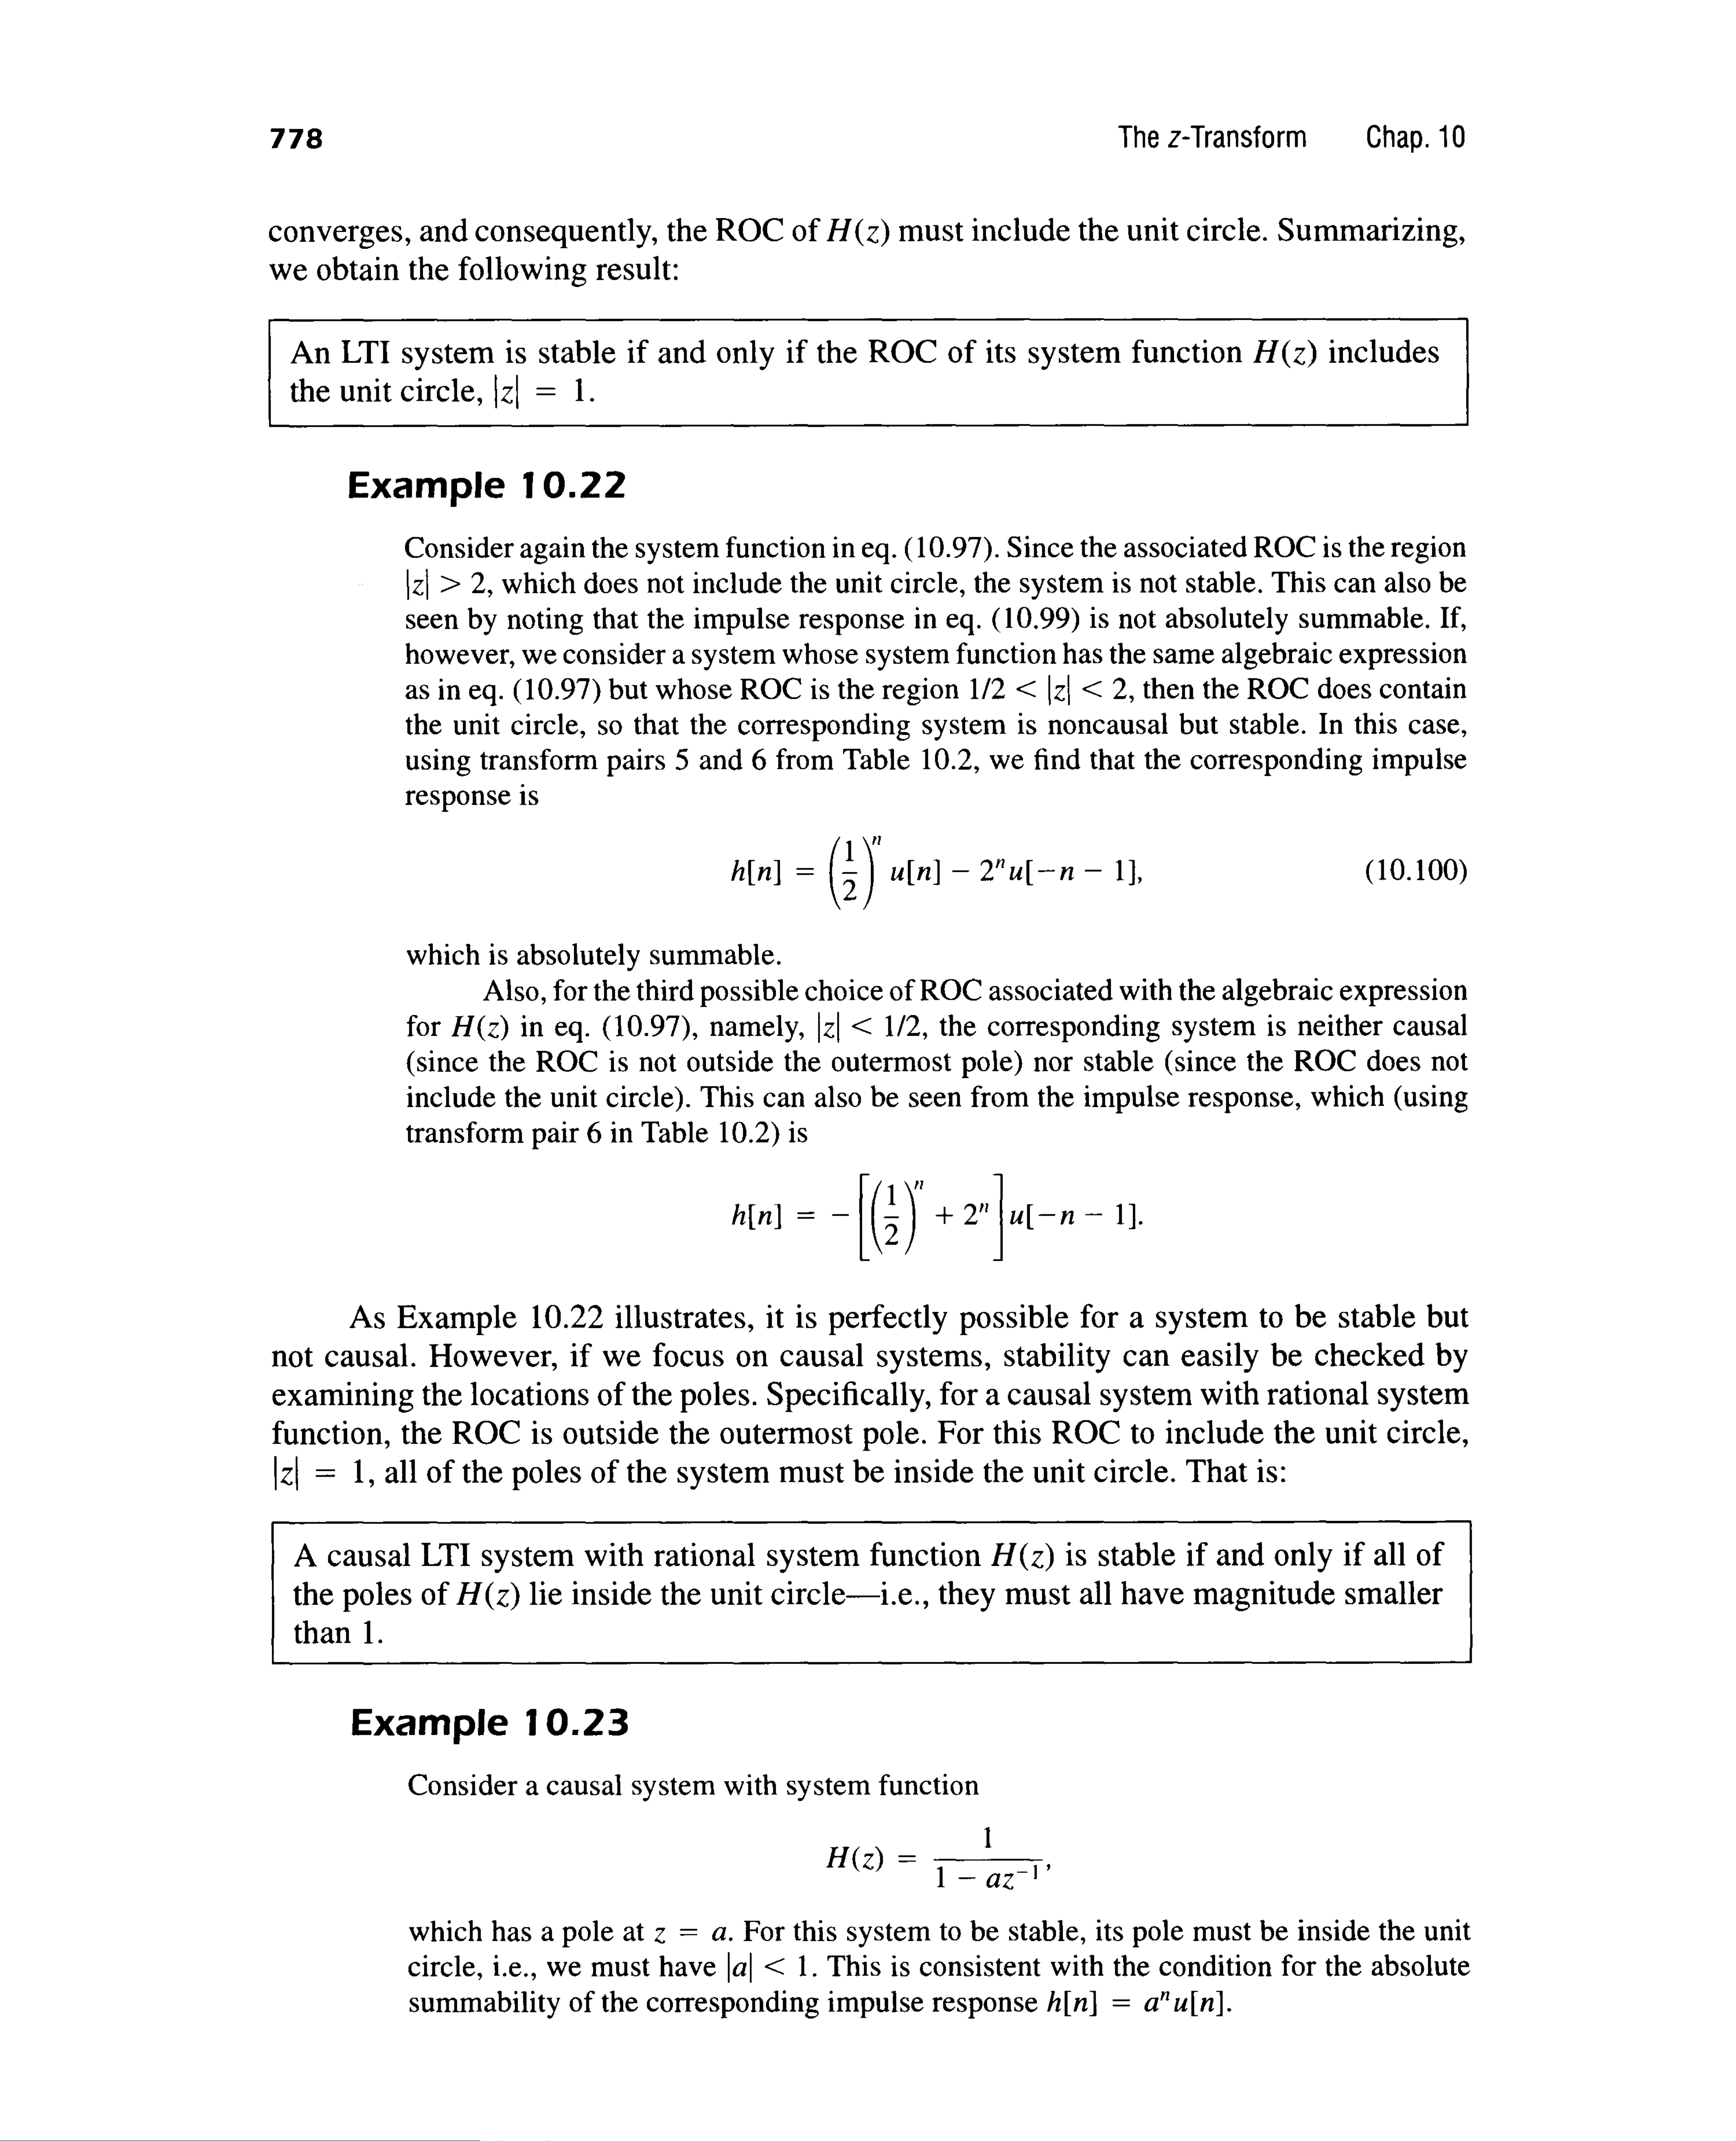 778 The z-Transform Chap. 10
converges, and consequently, the ROC of H(z) must include the unit circle. Summarizing,
we obtain the following result:
An LTI system is stable if and only if the ROC of its system function H(z) includes
the unit circle, |z| = 1.
Example 10.22
Consider again the system function in eq. (10.97). Since the associated ROC is the region
|z| > 2, which does not include the unit circle, the system is not stable. This can also be
seen by noting that the impulse response in eq. (10.99) is not absolutely summable. If,
however, we consider a system whose system function has the same algebraic expression
as in eq. (10.97) but whose ROC is the region 1/2 < |z| < 2, then the ROC does contain
the unit circle, so that the corresponding system is noncausal but stable. In this case,
using transform pairs 5 and 6 from Table 10.2, we find that the corresponding impulse
response is
h[n] = (1/2)^n u[n] − 2^n u[−n − 1], (10.100)
which is absolutely summable.
Also, for the third possible choice of ROC associated with the algebraic expression
for H(z) in eq. (10.97), namely, |z| < 1/2, the corresponding system is neither causal
(since the ROC is not outside the outermost pole) nor stable (since the ROC does not
include the unit circle). This can also be seen from the impulse response, which (using
transform pair 6 in Table 10.2) is
h[n] = −[(1/2)^n + 2^n] u[−n − 1].
As Example 10.22 illustrates, it is perfectly possible for a system to be stable but
not causal. However, if we focus on causal systems, stability can easily be checked by
examining the locations of the poles. Specifically, for a causal system with rational system
function, the ROC is outside the outermost pole. For this ROC to include the unit circle,
|z| = 1, all of the poles of the system must be inside the unit circle. That is:
A causal LTI system with rational system function H(z) is stable if and only if all of
the poles of H(z) lie inside the unit circle—i.e., they must all have magnitude smaller
than 1.
Example 10.23
Consider a causal system with system function
H(z) = 1/(1 − az^−1),
which has a pole at z = a. For this system to be stable, its pole must be inside the unit
circle, i.e., we must have |a| < 1. This is consistent with the condition for the absolute
summability of the corresponding impulse response h[n] = a^n u[n].